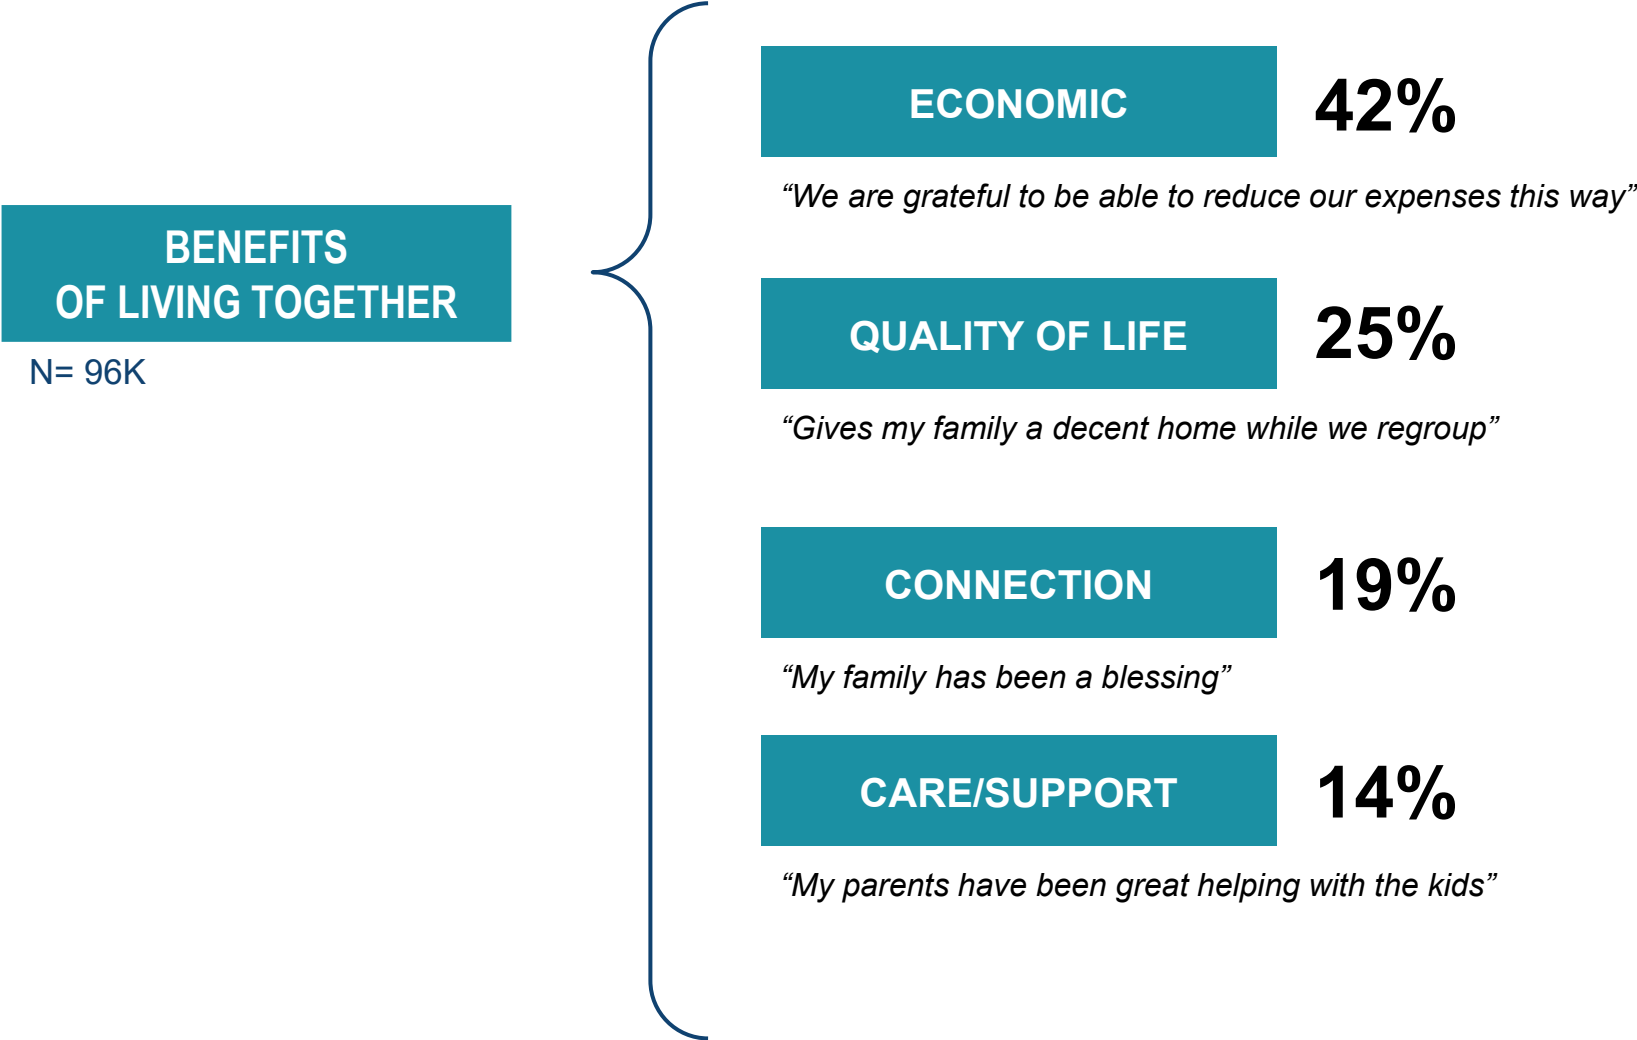 BENEFITS
OF LIVING TOGETHER
N= 96K
ECONOMIC
42%
“We are grateful to be able to reduce our expenses this way”
QUALITY OF LIFE
25%
“Gives my family a decent home while we regroup”
CONNECTION
19%
“My family has been a blessing”
CARE/SUPPORT
14%
“My parents have been great helping with the kids”